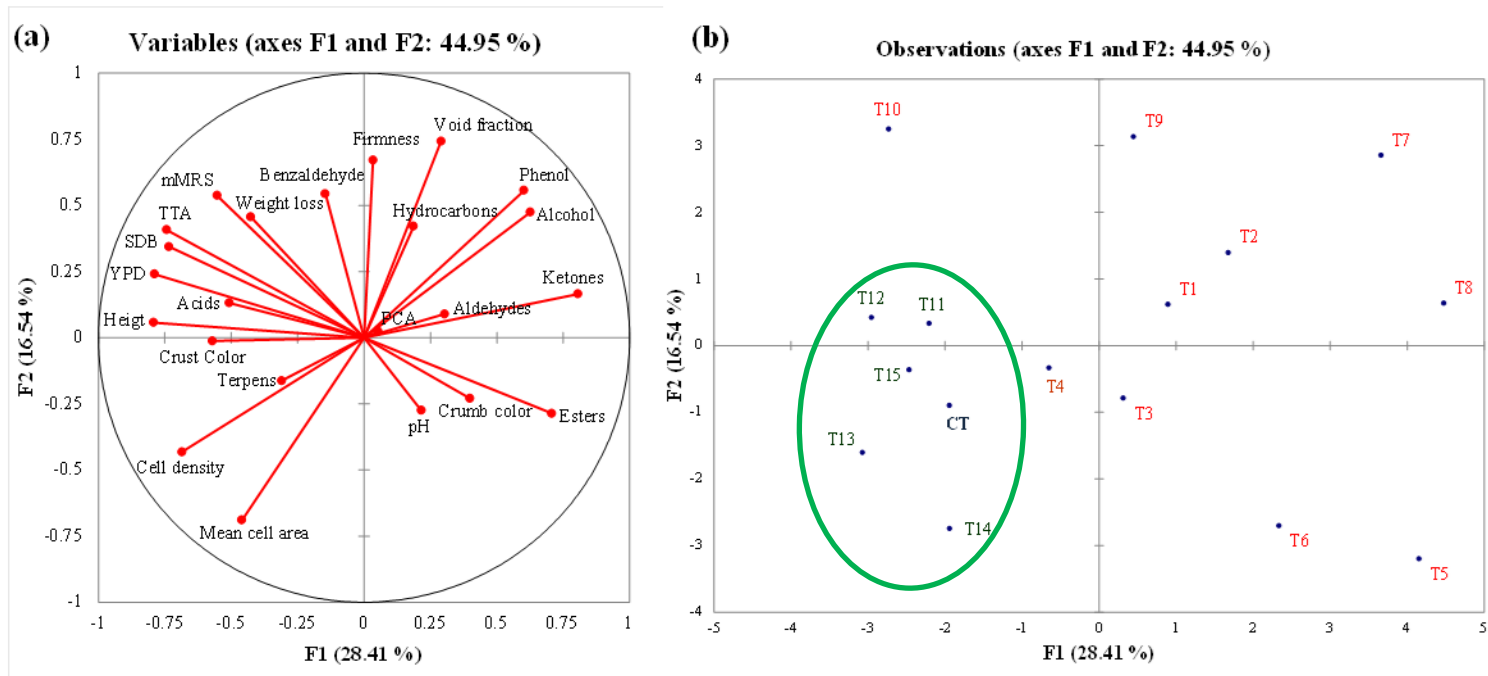 (a)
Variables (axes F1 and F2: 44.95 %)
1
0.75
0.5
0.25
0
-0.25
-0.5
-0.75
-1
F2 (16.54 %)
Void fraction
Firmness
Benzaldehyde
Phenol
mMRS
Weight loss
Hydrocarbons
Alcohol
TTA
SDB
YPD
Ketones
Acids
Aldehydes
PCA
Heigt
Crust Color
Terpens
Crumb color
Esters
pH
Cell density
Mean cell area
-1
-0.75
-0.5
-0.25
0
0.25
0.5
0.75
1
F1 (28.41 %)
(b)
Observations (axes F1 and F2: 44.95 %)
4
3
2
1
0
-1
-2
-3
-4
F2 (16.54 %)
T10
T9
T7
T2
T1
T8
T12
T11
T15
T4
T3
CT
T13
T14
T6
T5
-5
-4
-3
-2
-1
0
1
2
3
4
5
F1 (28.41 %)